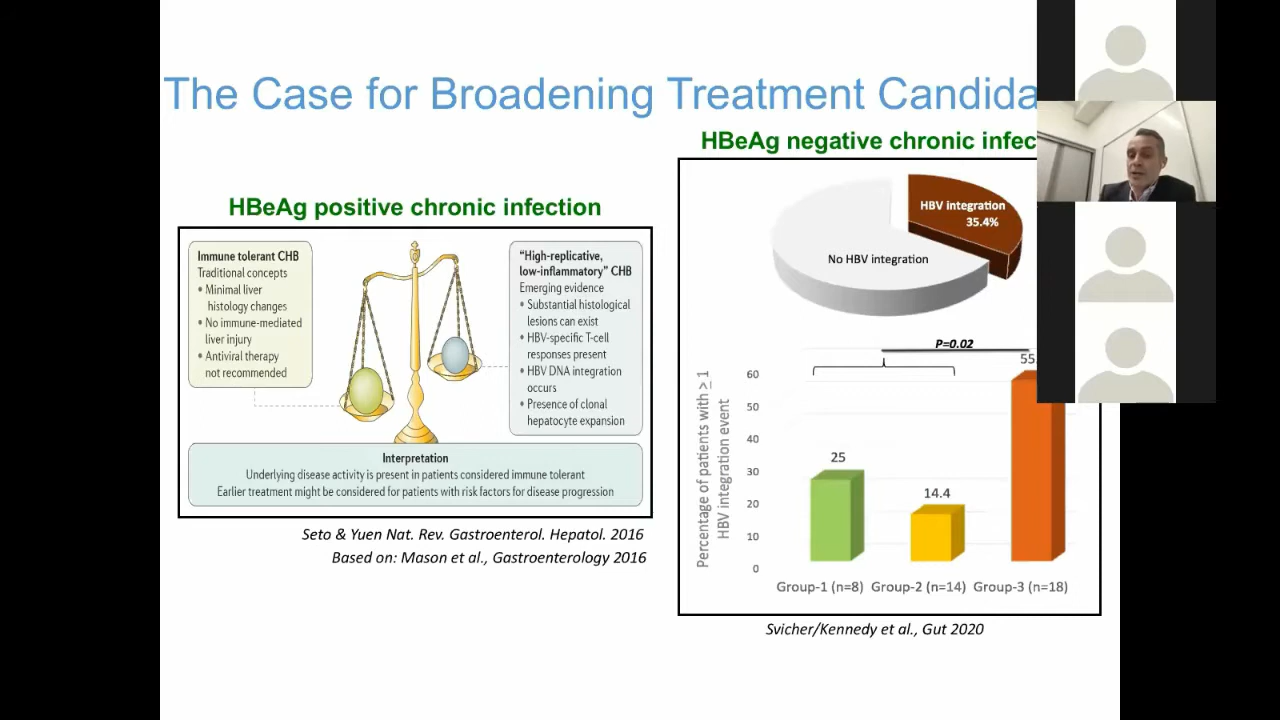 The Case for Broadening Treatment Candida
HBeAg positive chronic infection
Immune tolerant CHB
Traditional concepts
• Minimal liver
histology changes
• No immune-mediated
liver injury
• Antiviral therapy
not recommended
“High-replicative,
low-inflammatory” CHB
Emerging evidence
• Substantial histological
lesions can exist
• HBV-specific T-cell
responses present
• HBV DNA integration
occurs
• Presence of clonal
hepatocyte expansion
Interpretation
Underlying disease activity is present in patients considered immune tolerant
Earlier treatment might be considered for patients with risk factors for disease progression
Seto & Yuen Nat. Rev. Gastroenterol. Hepatol. 2016
Based on: Mason et al., Gastroenterology 2016
HBeAg negative chronic infec
HBV integration
35.4%
No HBV integration
P=0.02
Percentage of patients with ≥ 1
HBV integration event
60
50
40
30
20
10
0
25
14.4
55.
Group-1 (n=8) Group-2 (n=14) Group-3 (n=18)
Svicher/Kennedy et al., Gut 2020